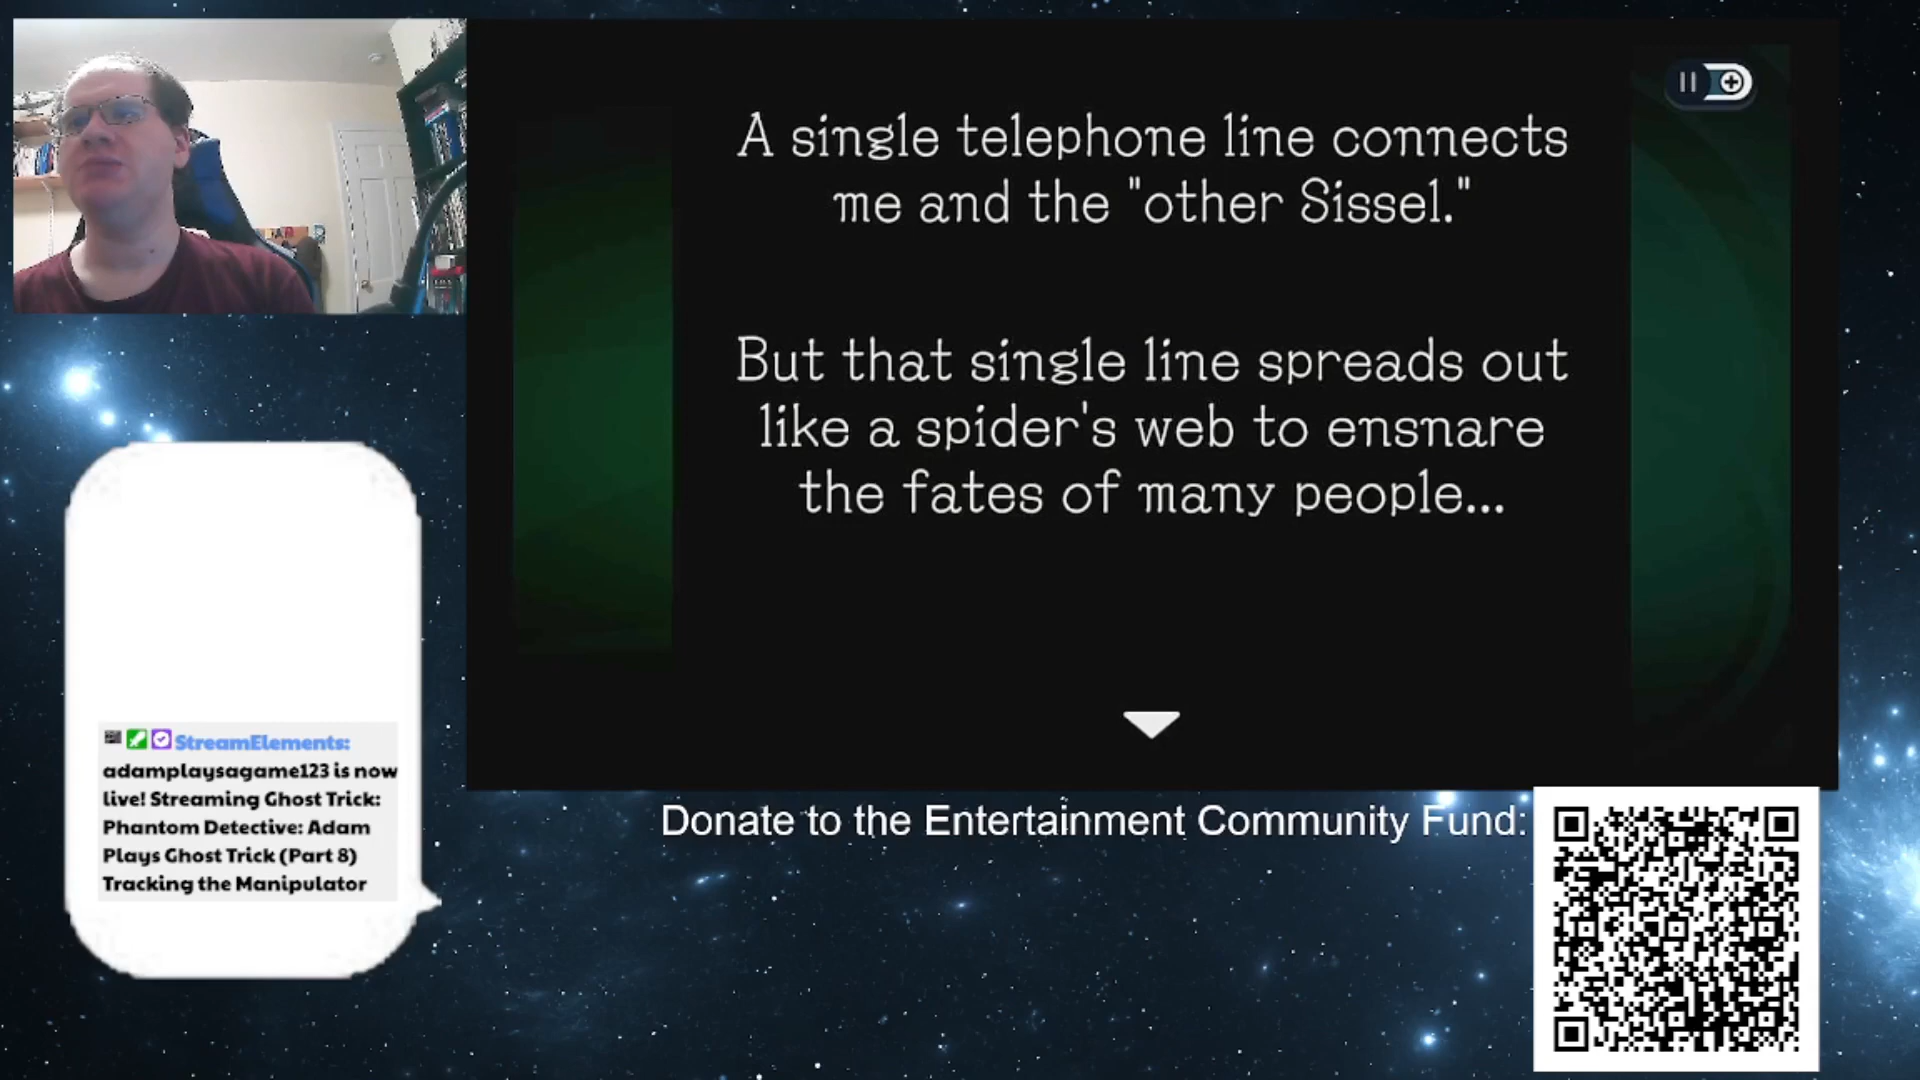 A single telephone line connects
me and the "other Sissel."
But that single line spreads out
like a spider's web to ensnare
the fates of many people...
StreamElements:
adamplaysagame123 is now
live! Streaming Ghost Trick:
Phantom Detective: Adam
Plays Ghost Trick (Part 8)
Tracking the Manipulator
Donate to the Entertainment Community Fund: